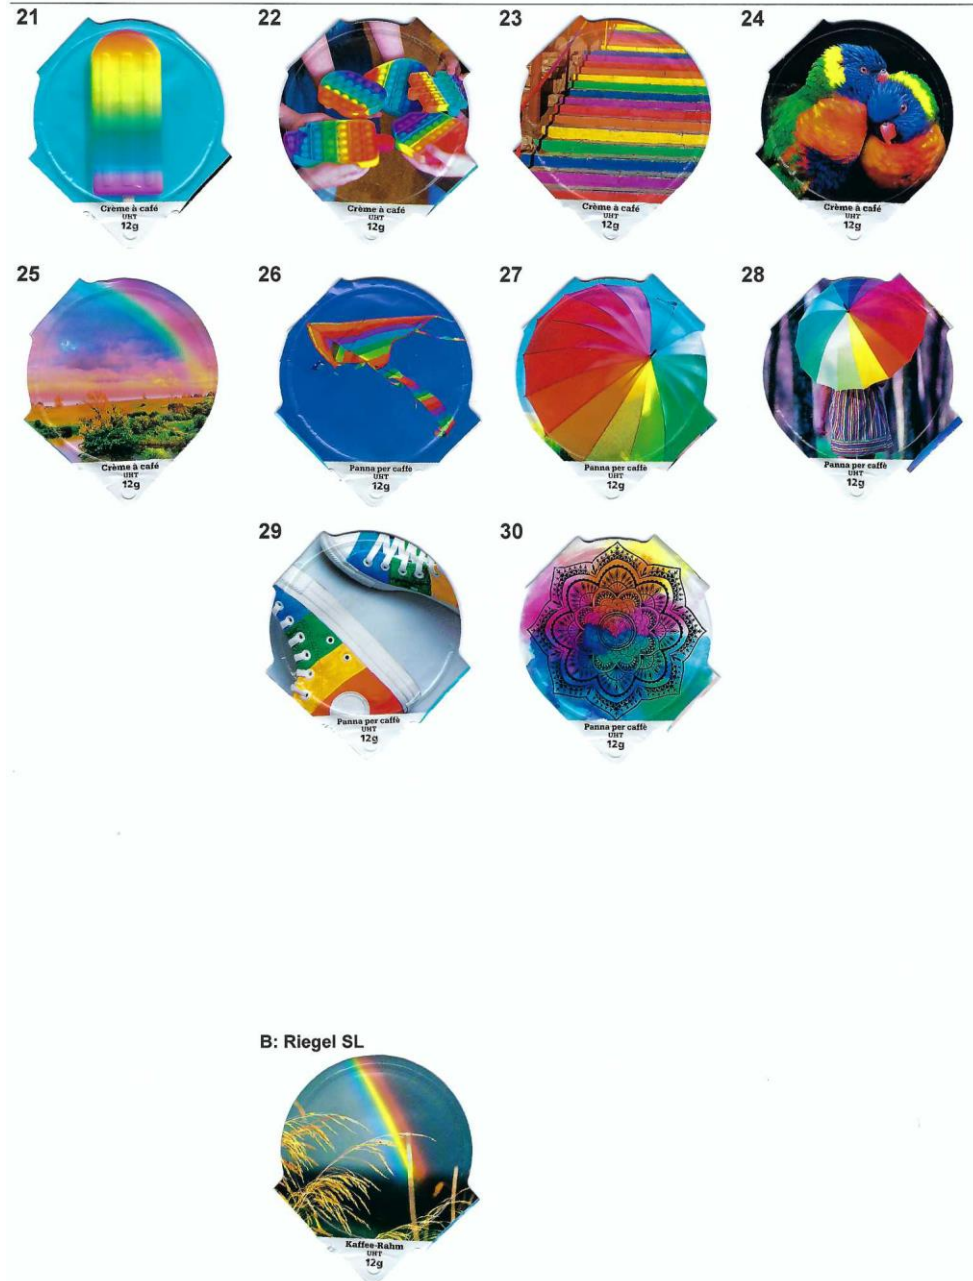 21
22
23
24
Crème à café
UHT
12g
Crème à café
UHT
12g
Crème à café
UHT
12g
Crème à café
UHT
12g
25
26
27
28
Crème à café
UHT
12g
Panna per caffè
UHT
12g
Panna per caffè
UHT
12g
Panna per caffè
UHT
12g
29
30
Panna per caffè
UHT
12g
Panna per caffè
UHT
12g
B: Riegel SL
Kaffee-Rahm
UHT
12g